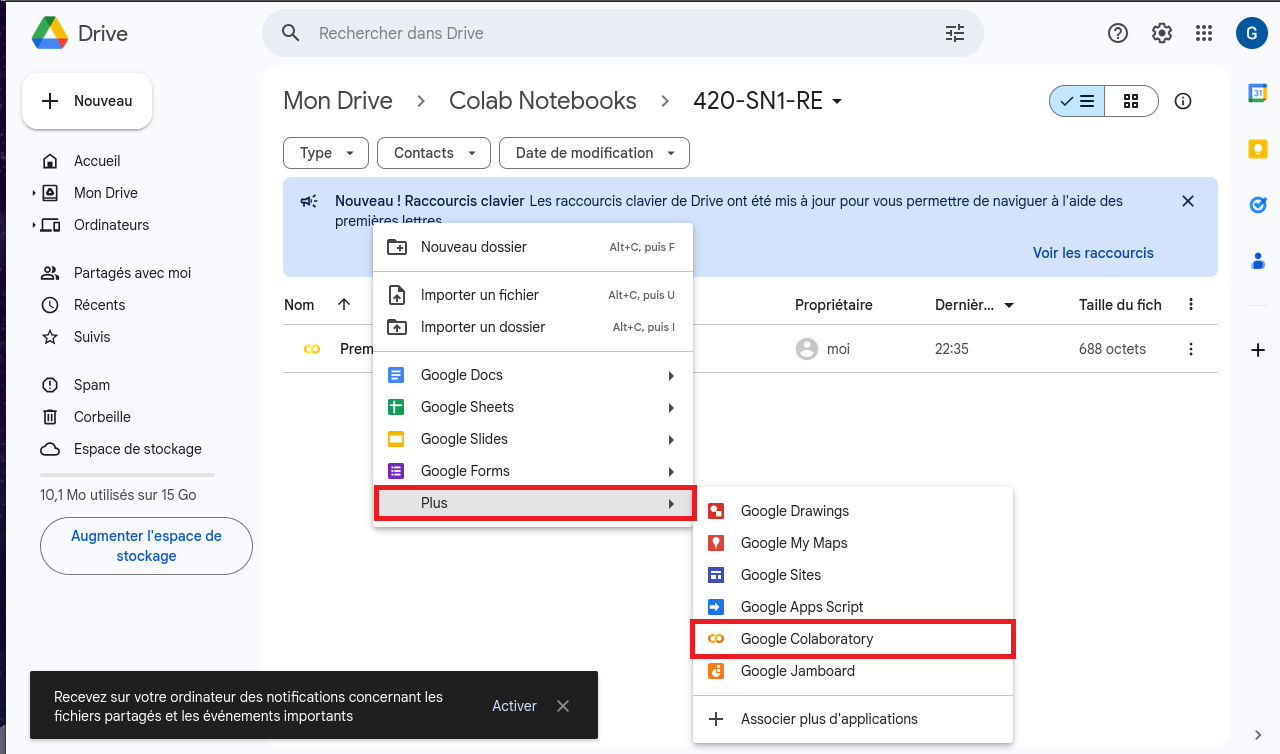 Drive
Rechercher dans Drive
G
Nouveau
Mon Drive
Colab Notebooks
420-SN1-RE
Type
Contacts
Date de modification
Accueil
Mon Drive
Ordinateurs
Partagés avec moi
Récents
Suivis
Spam
Corbeille
Espace de stockage
10,1 Mo utilisés sur 15 Go
Augmenter l'espace de
stockage
Nouveau ! Raccourcis clavier Les raccourcis clavier de Drive ont été mis à jour pour vous permettre de naviguer à l'aide des
premières lettres
Voir les raccourcis
Nom
Propriétaire
Dernièr...
Taille du fich
Prem
moi
22:35
688 octets
Nouveau dossier Alt+C, puis F
Importer un fichier Alt+C, puis U
Importer un dossier Alt+C, puis I
Google Docs
Google Sheets
Google Slides
Google Forms
Plus
Google Drawings
Google My Maps
Google Sites
Google Apps Script
Google Colaboratory
Google Jamboard
Associer plus d'applications
Recevez sur votre ordinateur des notifications concernant les
fichiers partagés et les événements importants
Activer
31